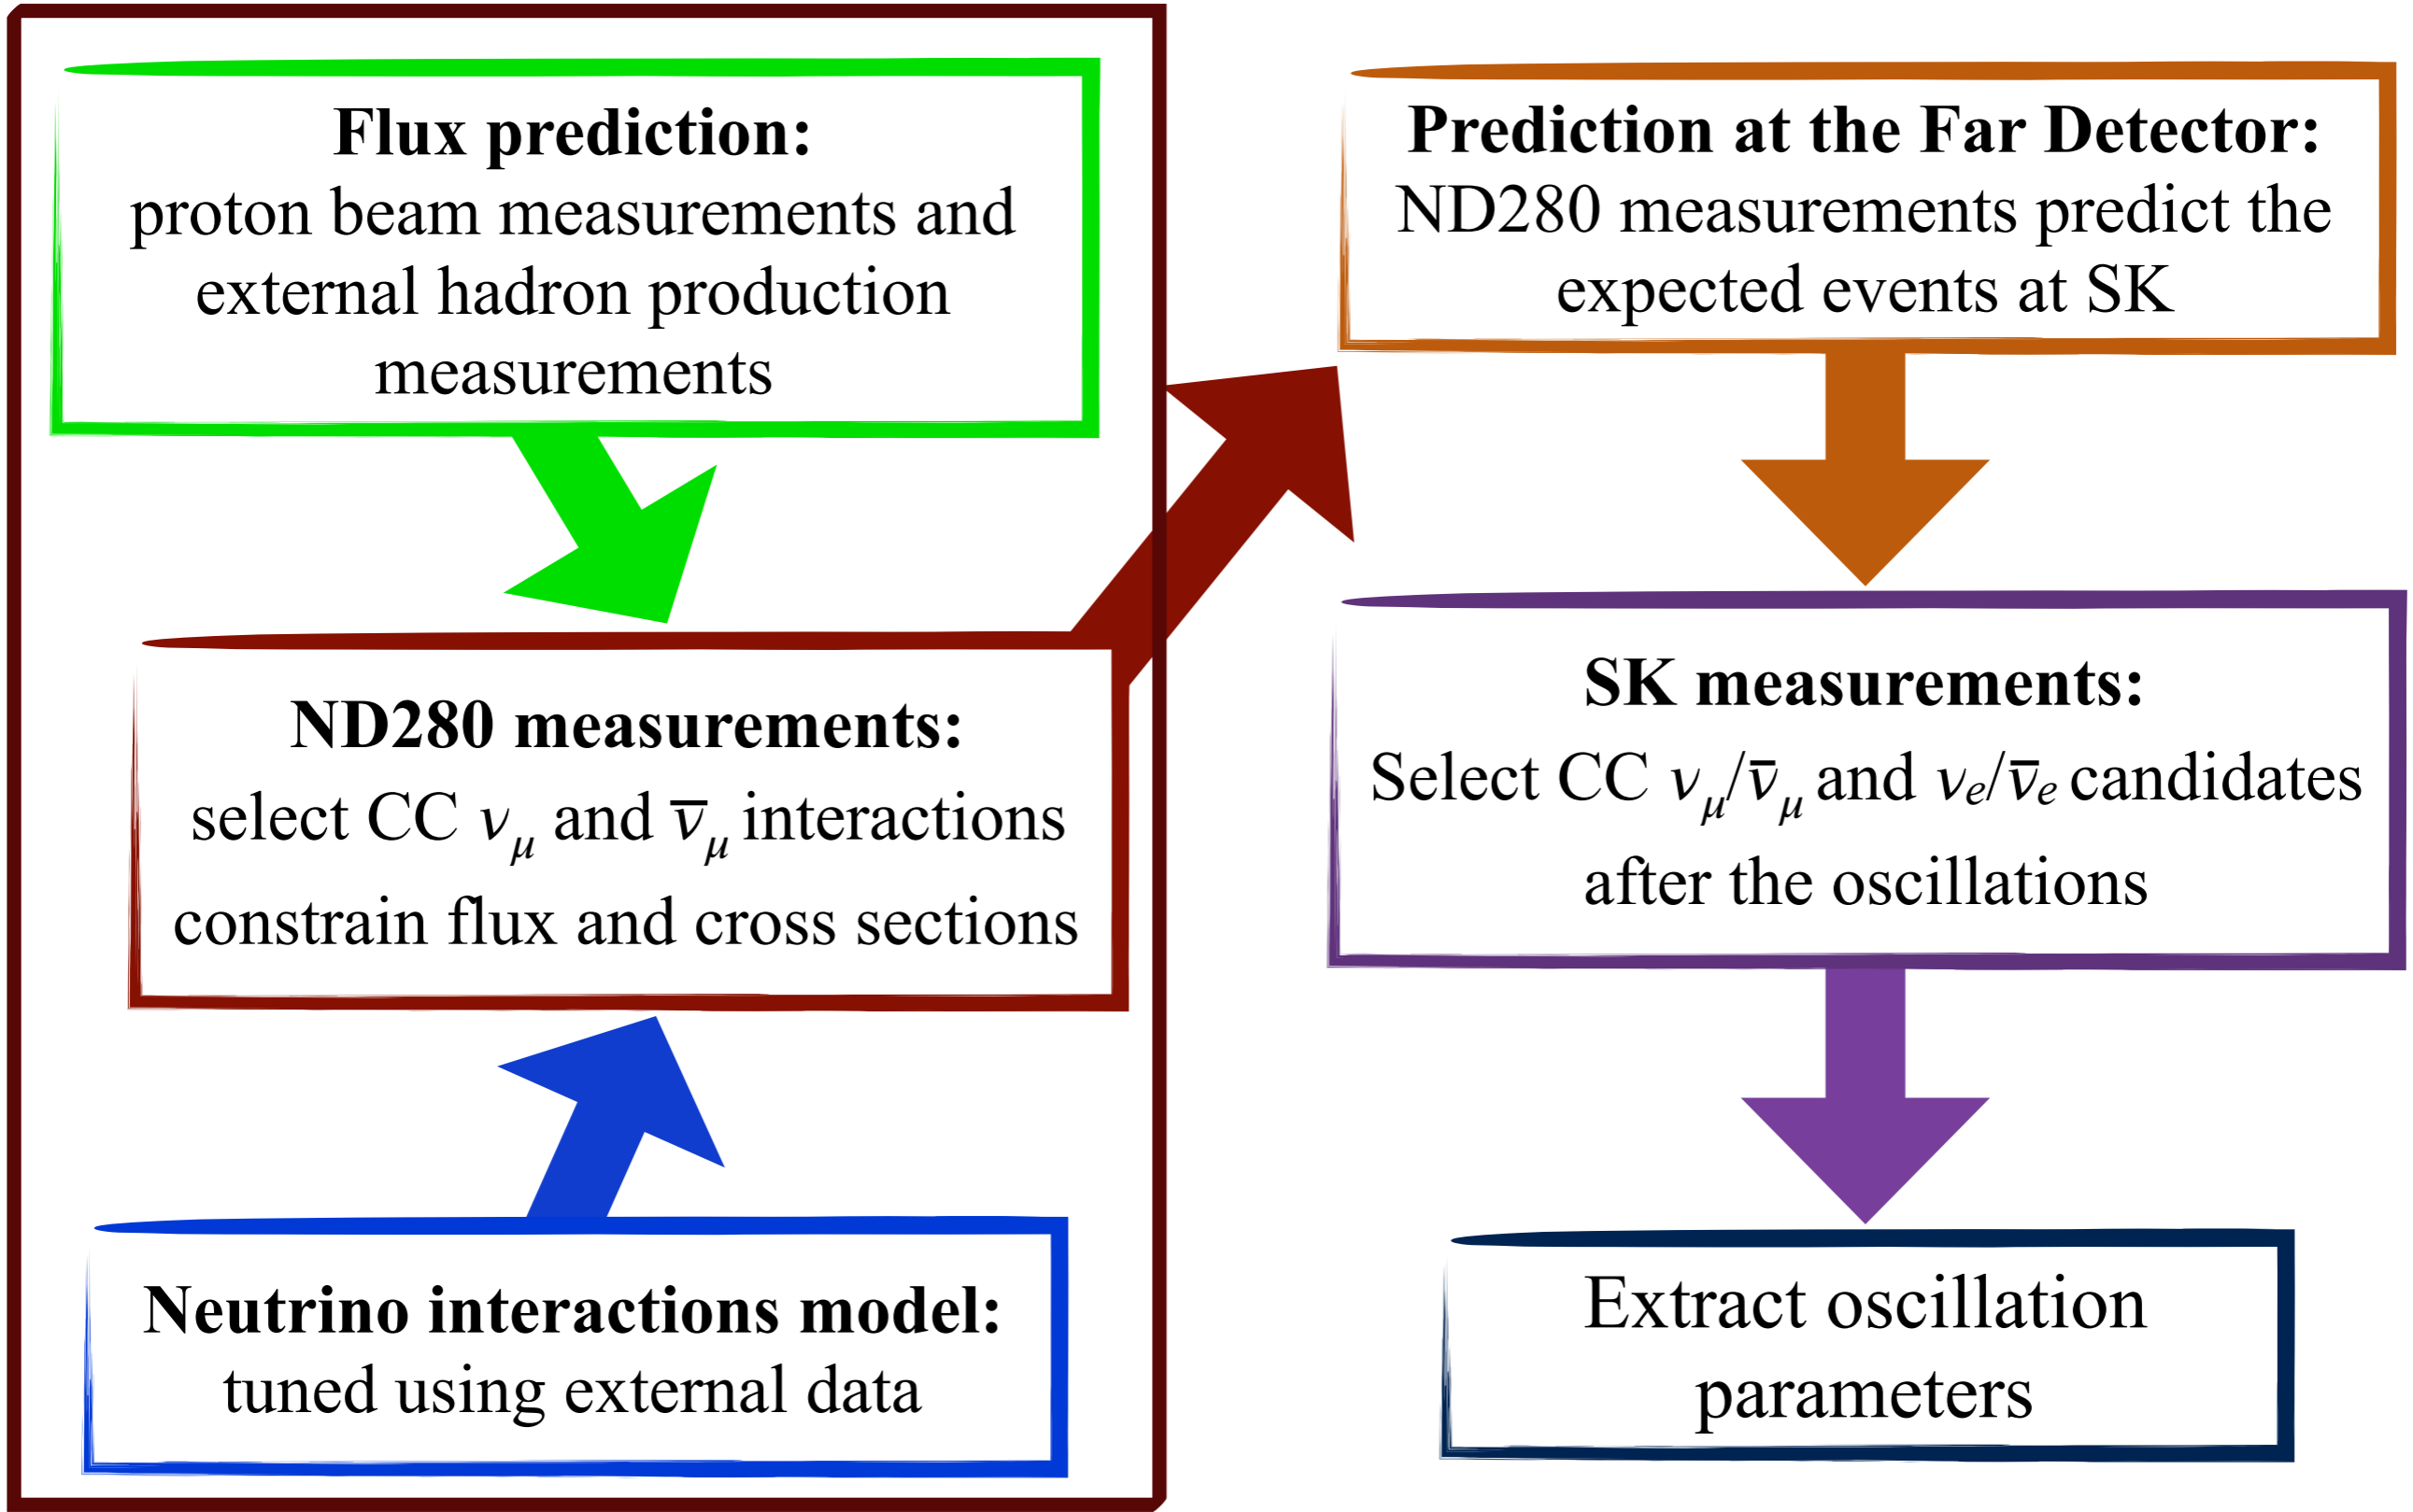 Flux prediction:
proton beam measurements and
external hadron production
measurements
ND280 measurements:
select CC νμ and ν̅μ interactions
constrain flux and cross sections
Neutrino interactions model:
tuned using external data
Prediction at the Far Detector:
ND280 measurements predict the
expected events at SK
SK measurements:
Select CC νμ/ν̅μ and νe/ν̅e candidates
after the oscillations
Extract oscillation
parameters